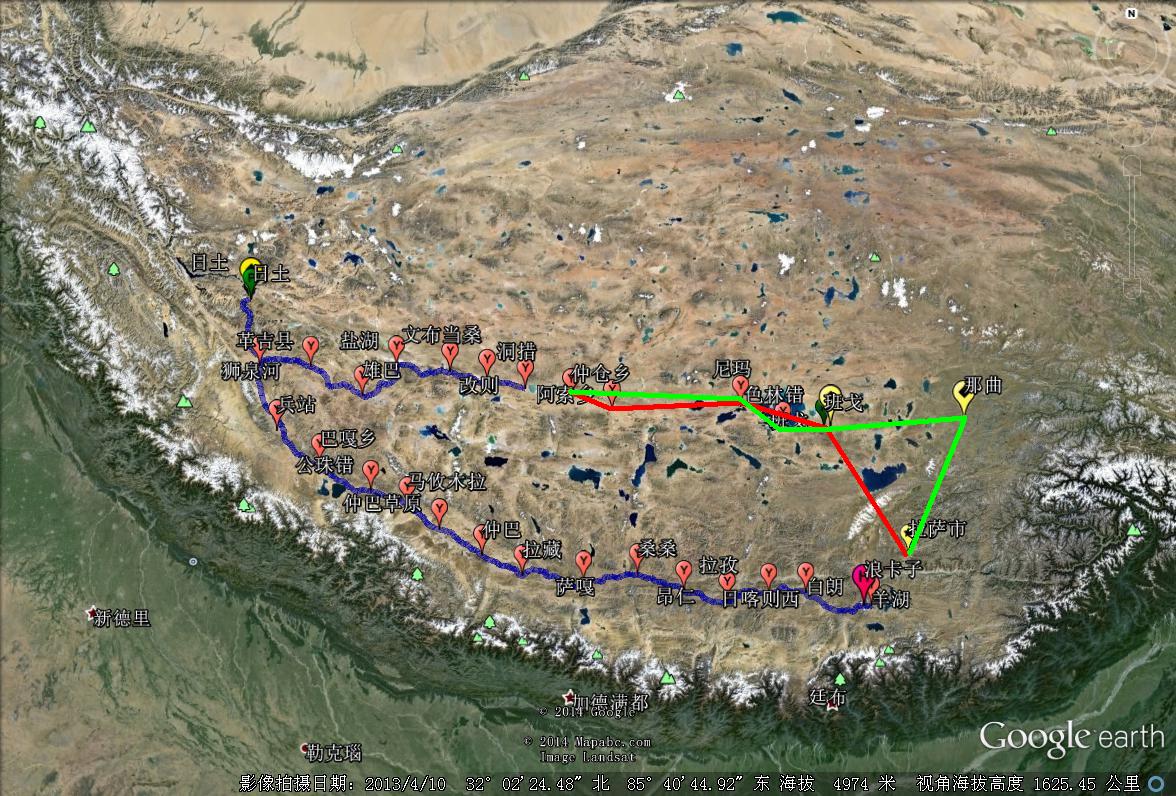 N
日土
日土
革吉县
盐湖
文布当桑
洞措
狮泉河
雄巴
改则
仲仓乡
阿索乡
尼玛
色林错
班戈
班戈
那曲
兵站
巴嘎乡
公珠错
马攸木拉
仲巴草原
仲巴
拉藏
桑桑
拉孜
萨嘎
昂仁
日喀则西
白朗
拉萨市
浪卡子
羊湖
新德里
加德满都
廷布
勒克瑙
© 2014 Google
© 2014 Mapabc.com
Image Landsat
Google earth
影像拍摄日期: 2013/4/10 32° 02'24.48" 北 85° 40'44.92" 东 海拔 4974 米 视角海拔高度 1625.45 公里